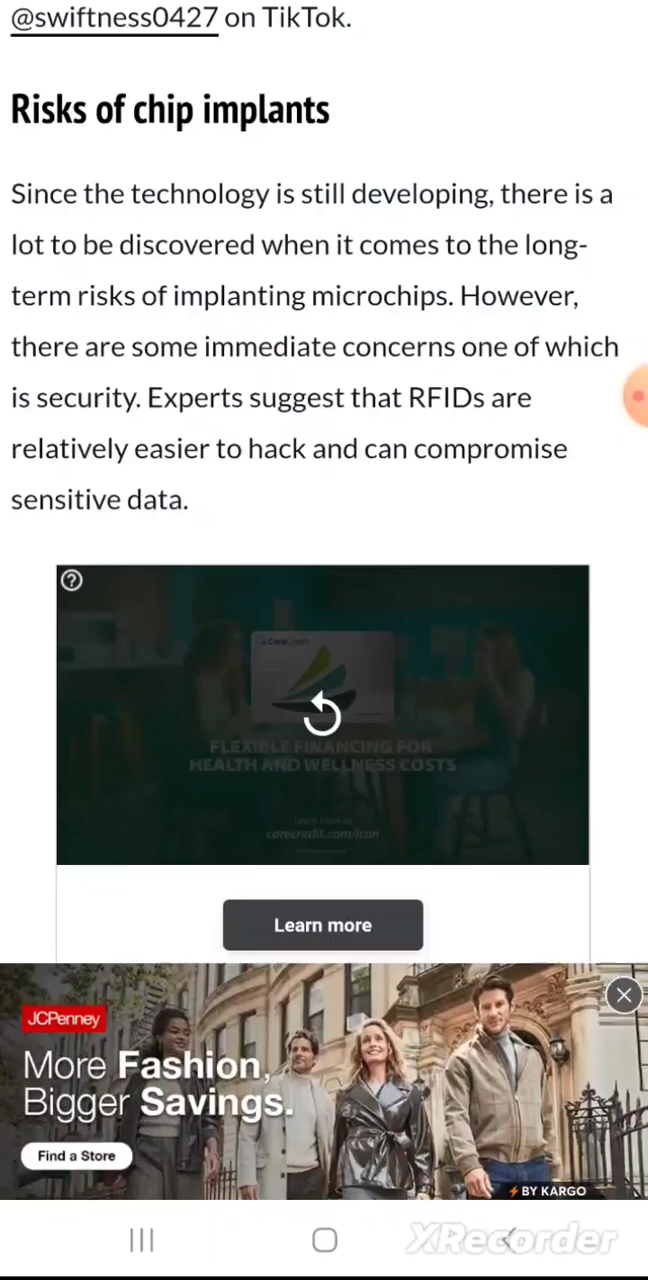 @swiftness0427 on TikTok.
Risks of chip implants
Since the technology is still developing, there is a
lot to be discovered when it comes to the long-
term risks of implanting microchips. However,
there are some immediate concerns one of which
is security. Experts suggest that RFIDs are
relatively easier to hack and can compromise
sensitive data.
FLEXIBLE FINANCING FOR
HEALTH AND WELLNESS COSTS
carecredit.com/icon
Learn more
JCPenney
More Fashion,
Bigger Savings.
Find a Store
BY KARGO
XRecorder